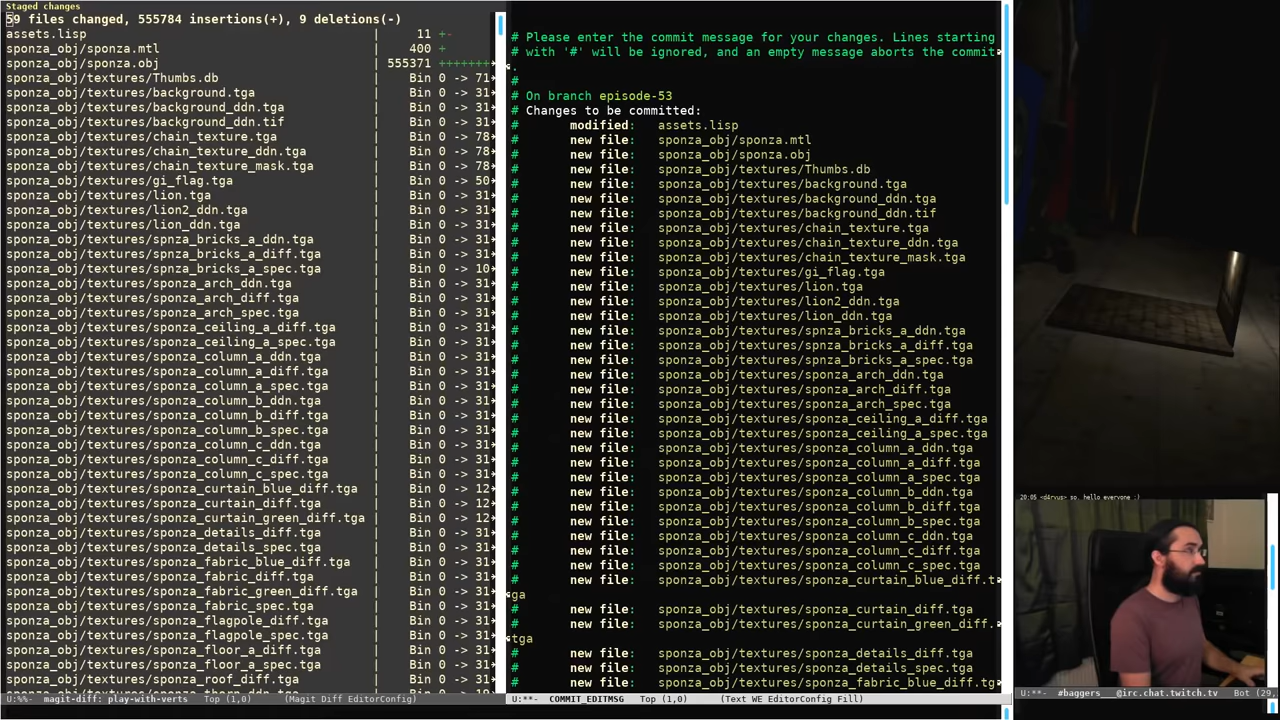 Staged changes
59 files changed, 555784 insertions(+), 9 deletions(-)
assets.lisp | 11 +-
sponza_obj/sponza.mtl | 400 +
sponza_obj/sponza.obj | 555371 +++++++
sponza_obj/textures/Thumbs.db | Bin 0 -> 71
sponza_obj/textures/background.tga | Bin 0 -> 31
sponza_obj/textures/background_ddn.tga | Bin 0 -> 31
sponza_obj/textures/background_ddn.tif | Bin 0 -> 31
sponza_obj/textures/chain_texture.tga | Bin 0 -> 78
sponza_obj/textures/chain_texture_ddn.tga | Bin 0 -> 78
sponza_obj/textures/chain_texture_mask.tga | Bin 0 -> 78
sponza_obj/textures/gi_flag.tga | Bin 0 -> 50
sponza_obj/textures/lion.tga | Bin 0 -> 31
sponza_obj/textures/lion2_ddn.tga | Bin 0 -> 31
sponza_obj/textures/lion_ddn.tga | Bin 0 -> 31
sponza_obj/textures/spnza_bricks_a_ddn.tga | Bin 0 -> 31
sponza_obj/textures/spnza_bricks_a_diff.tga | Bin 0 -> 31
sponza_obj/textures/spnza_bricks_a_spec.tga | Bin 0 -> 10
sponza_obj/textures/sponza_arch_ddn.tga | Bin 0 -> 31
sponza_obj/textures/sponza_arch_diff.tga | Bin 0 -> 31
sponza_obj/textures/sponza_arch_spec.tga | Bin 0 -> 31
sponza_obj/textures/sponza_ceiling_a_diff.tga | Bin 0 -> 31
sponza_obj/textures/sponza_ceiling_a_spec.tga | Bin 0 -> 31
sponza_obj/textures/sponza_column_a_ddn.tga | Bin 0 -> 31
sponza_obj/textures/sponza_column_a_diff.tga | Bin 0 -> 31
sponza_obj/textures/sponza_column_a_spec.tga | Bin 0 -> 31
sponza_obj/textures/sponza_column_b_ddn.tga | Bin 0 -> 31
sponza_obj/textures/sponza_column_b_diff.tga | Bin 0 -> 31
sponza_obj/textures/sponza_column_b_spec.tga | Bin 0 -> 31
sponza_obj/textures/sponza_column_c_ddn.tga | Bin 0 -> 31
sponza_obj/textures/sponza_column_c_diff.tga | Bin 0 -> 31
sponza_obj/textures/sponza_column_c_spec.tga | Bin 0 -> 31
sponza_obj/textures/sponza_curtain_blue_diff.tga | Bin 0 -> 12
sponza_obj/textures/sponza_curtain_diff.tga | Bin 0 -> 12
sponza_obj/textures/sponza_curtain_green_diff.tga | Bin 0 -> 12
sponza_obj/textures/sponza_details_diff.tga | Bin 0 -> 31
sponza_obj/textures/sponza_details_spec.tga | Bin 0 -> 31
sponza_obj/textures/sponza_fabric_blue_diff.tga | Bin 0 -> 31
sponza_obj/textures/sponza_fabric_diff.tga | Bin 0 -> 31
sponza_obj/textures/sponza_fabric_green_diff.tga | Bin 0 -> 31
sponza_obj/textures/sponza_fabric_spec.tga | Bin 0 -> 31
sponza_obj/textures/sponza_flagpole_diff.tga | Bin 0 -> 31
sponza_obj/textures/sponza_flagpole_spec.tga | Bin 0 -> 31
sponza_obj/textures/sponza_floor_a_diff.tga | Bin 0 -> 31
sponza_obj/textures/sponza_floor_a_spec.tga | Bin 0 -> 31
sponza_obj/textures/sponza_roof_diff.tga | Bin 0 -> 31
U:%%- magit-diff: play-with-verts Top (1,0) (Magit Diff EditorConfig)
# Please enter the commit message for your changes. Lines starting
# with '#' will be ignored, and an empty message aborts the commit
.
#
# On branch episode-53
# Changes to be committed:
# modified: assets.lisp
# new file: sponza_obj/sponza.mtl
# new file: sponza_obj/sponza.obj
# new file: sponza_obj/textures/Thumbs.db
# new file: sponza_obj/textures/background.tga
# new file: sponza_obj/textures/background_ddn.tga
# new file: sponza_obj/textures/background_ddn.tif
# new file: sponza_obj/textures/chain_texture.tga
# new file: sponza_obj/textures/chain_texture_ddn.tga
# new file: sponza_obj/textures/chain_texture_mask.tga
# new file: sponza_obj/textures/gi_flag.tga
# new file: sponza_obj/textures/lion.tga
# new file: sponza_obj/textures/lion2_ddn.tga
# new file: sponza_obj/textures/lion_ddn.tga
# new file: sponza_obj/textures/spnza_bricks_a_ddn.tga
# new file: sponza_obj/textures/spnza_bricks_a_diff.tga
# new file: sponza_obj/textures/spnza_bricks_a_spec.tga
# new file: sponza_obj/textures/sponza_arch_ddn.tga
# new file: sponza_obj/textures/sponza_arch_diff.tga
# new file: sponza_obj/textures/sponza_arch_spec.tga
# new file: sponza_obj/textures/sponza_ceiling_a_diff.tga
# new file: sponza_obj/textures/sponza_ceiling_a_spec.tga
# new file: sponza_obj/textures/sponza_column_a_ddn.tga
# new file: sponza_obj/textures/sponza_column_a_diff.tga
# new file: sponza_obj/textures/sponza_column_a_spec.tga
# new file: sponza_obj/textures/sponza_column_b_ddn.tga
# new file: sponza_obj/textures/sponza_column_b_diff.tga
# new file: sponza_obj/textures/sponza_column_b_spec.tga
# new file: sponza_obj/textures/sponza_column_c_ddn.tga
# new file: sponza_obj/textures/sponza_column_c_diff.tga
# new file: sponza_obj/textures/sponza_column_c_spec.tga
# new file: sponza_obj/textures/sponza_curtain_blue_diff.t
ga
# new file: sponza_obj/textures/sponza_curtain_diff.tga
# new file: sponza_obj/textures/sponza_curtain_green_diff.
tga
# new file: sponza_obj/textures/sponza_details_diff.tga
# new file: sponza_obj/textures/sponza_details_spec.tga
# new file: sponza_obj/textures/sponza_fabric_blue_diff.tg
U:**- COMMIT_EDITMSG Top (1,0) (Text WE EditorConfig Fill)
20:05 <d4rvus> so, hello everyone :)
U:**- #baggers__ @irc.chat.twitch.tv Bot (29,